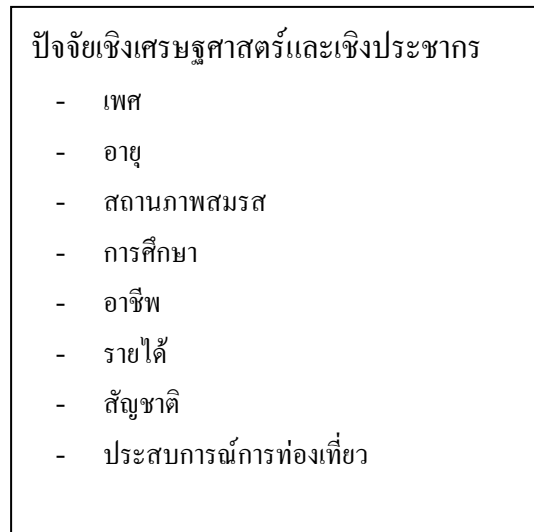 ปัจจัยเชิงเศรษฐศาสตร์และเชิงประชากร
- เพศ
- อายุ
- สถานภาพสมรส
- การศึกษา
- อาชีพ
- รายได้
- สัญชาติ
- ประสบการณ์การท่องเที่ยว